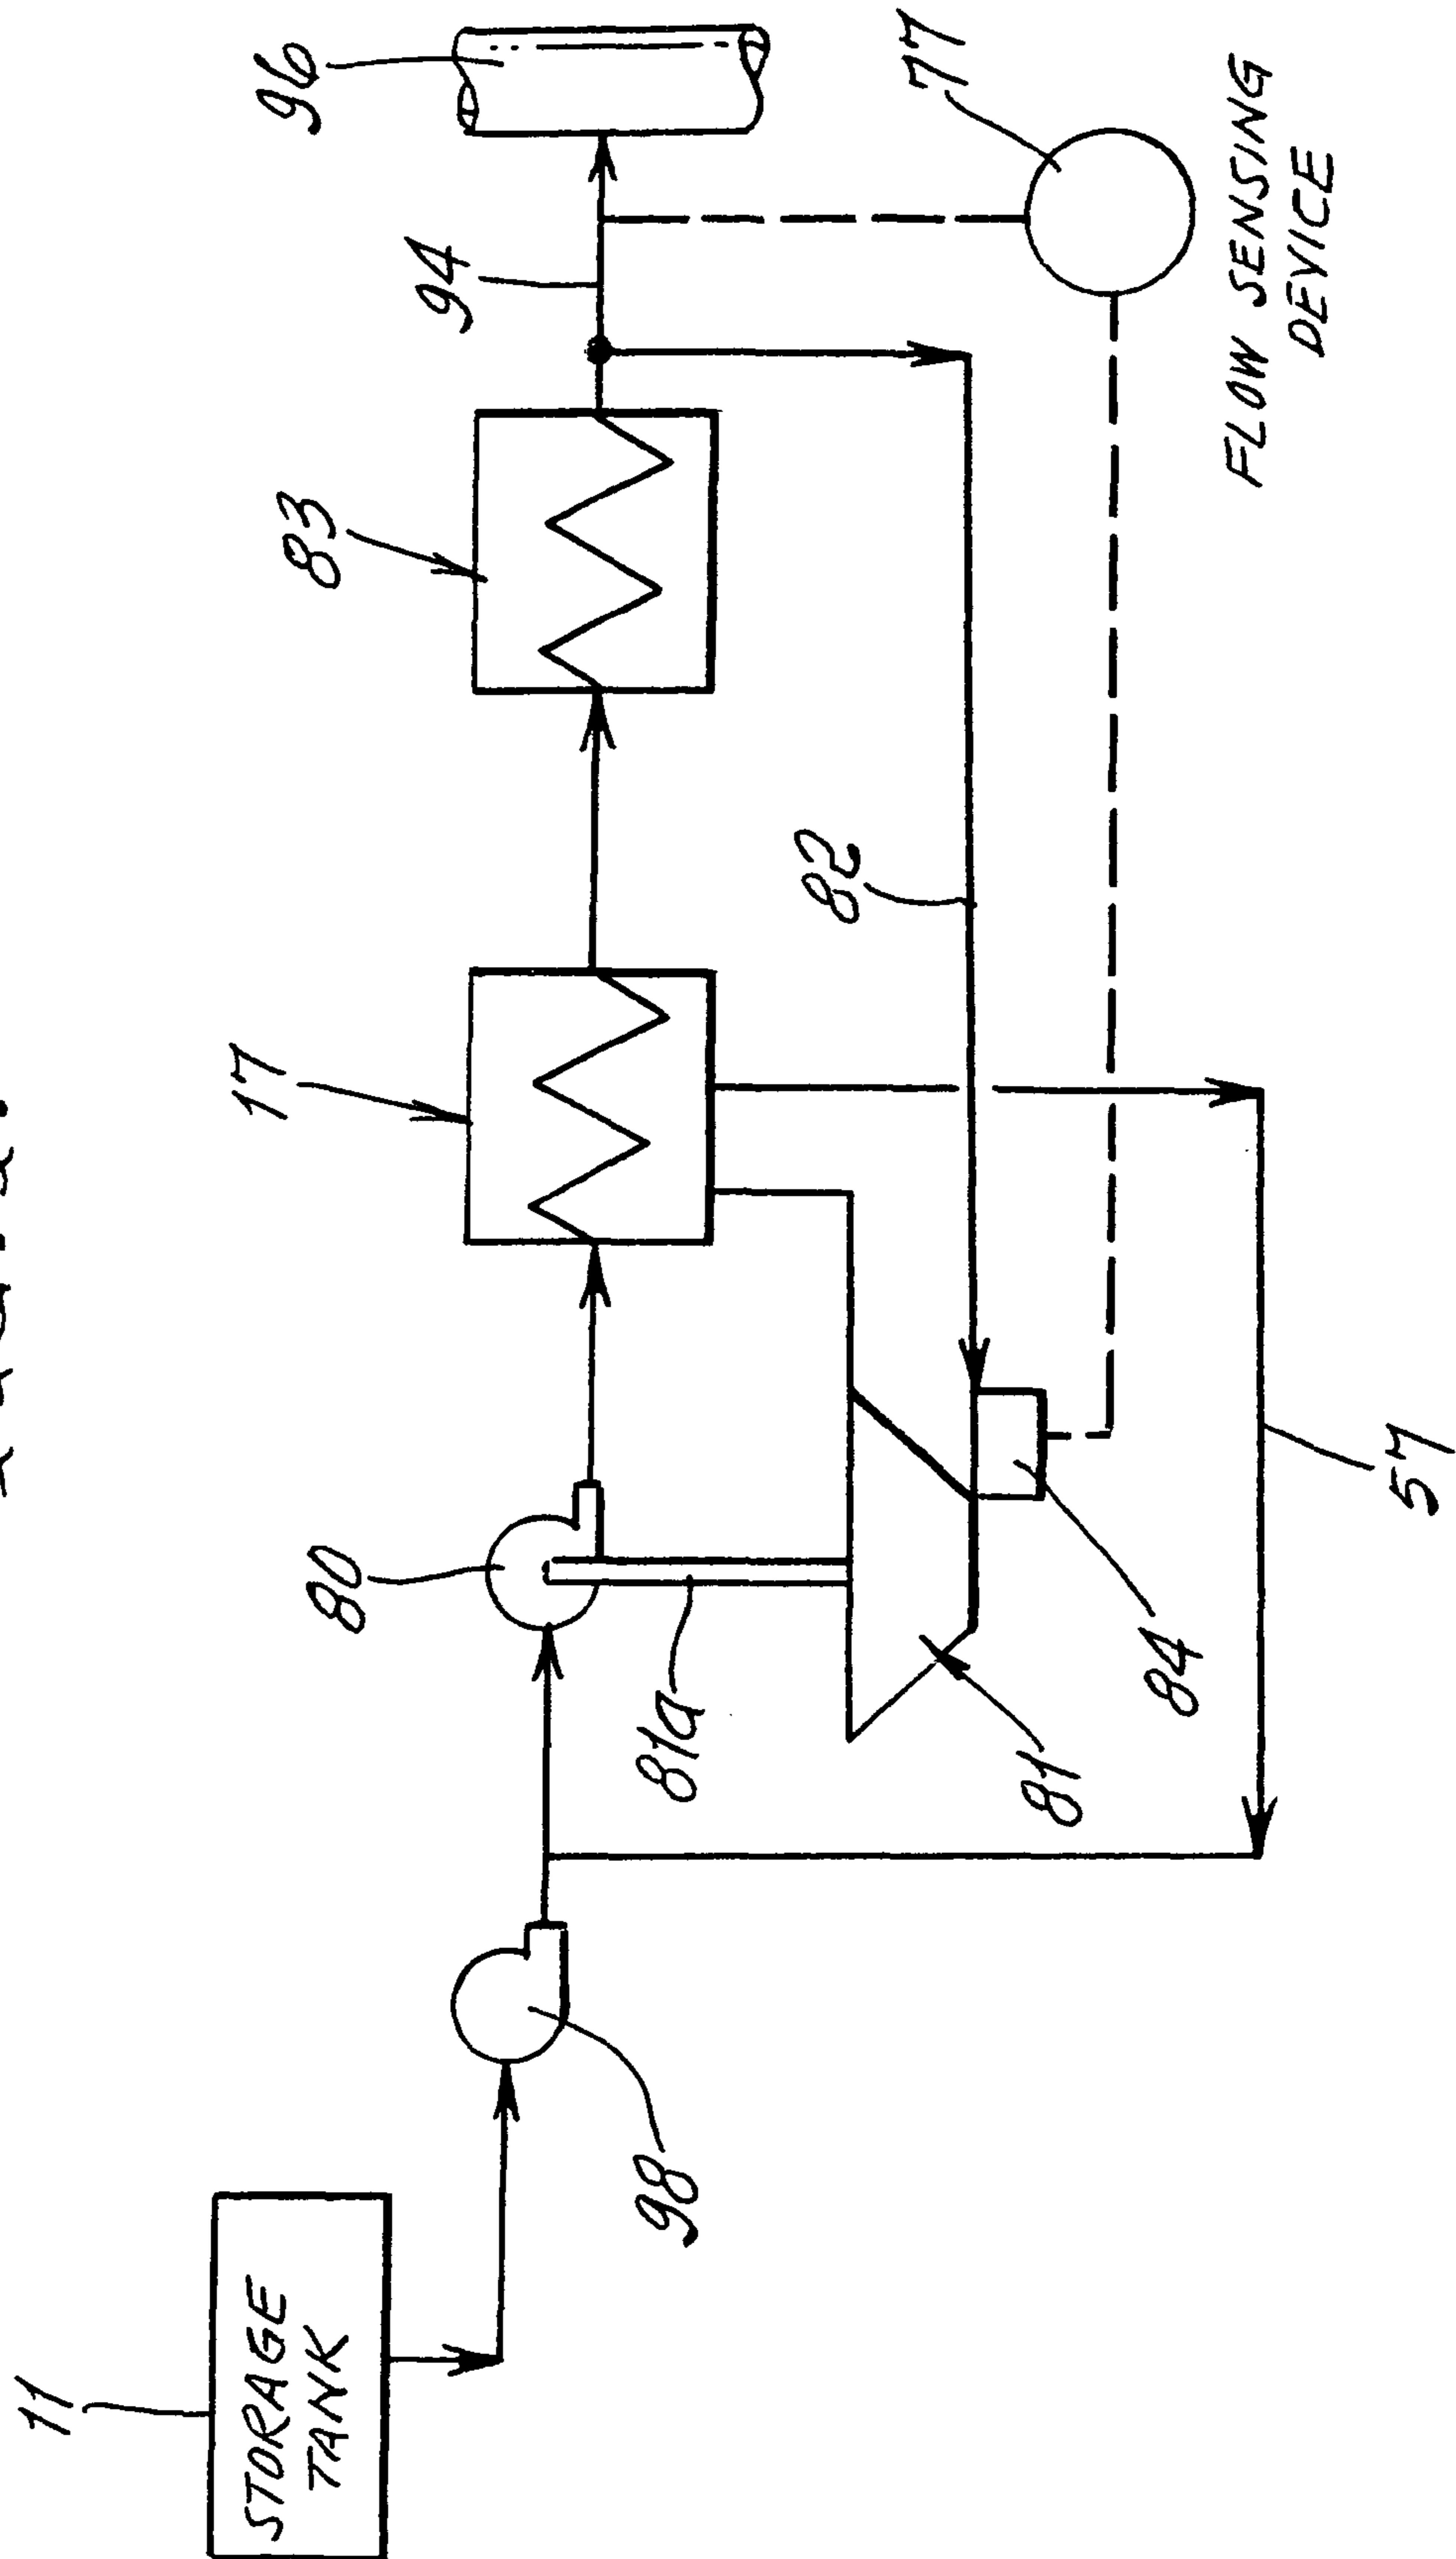 11
STORAGE
TANK
98
80
81a
81
84
57
17
82
83
94
96
77
FLOW SENSING
DEVICE